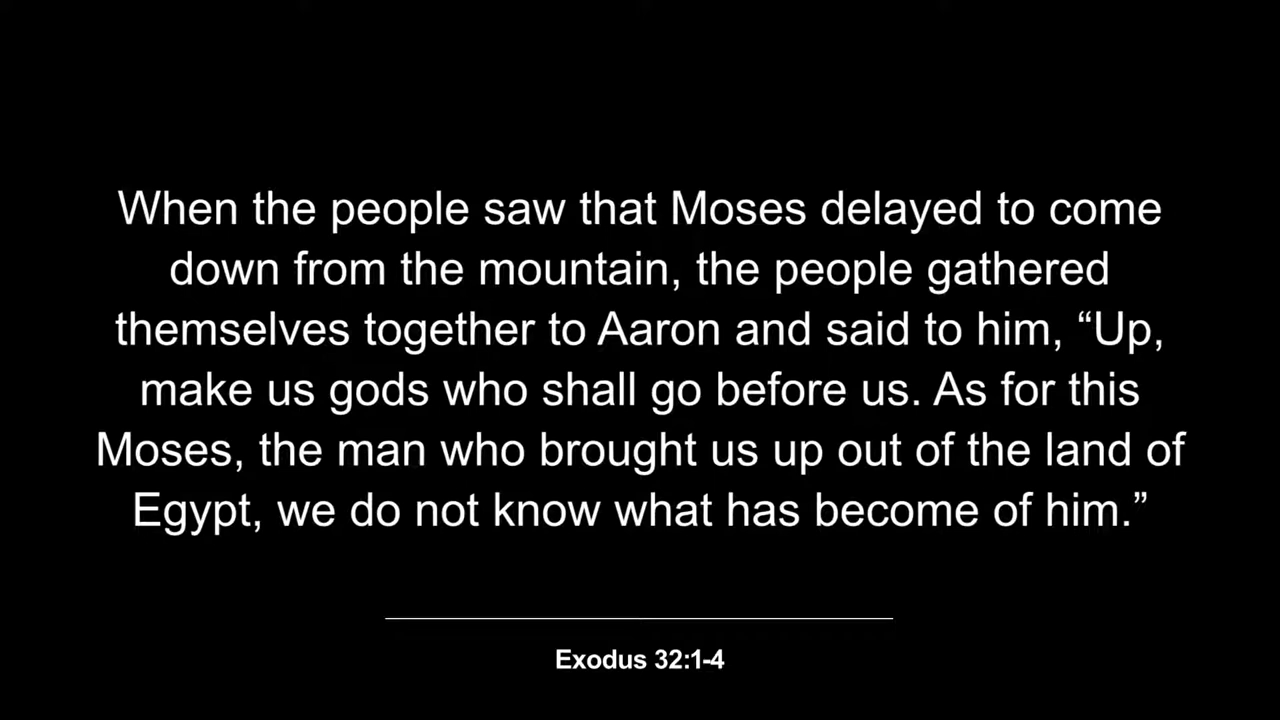 When the people saw that Moses delayed to come
down from the mountain, the people gathered
themselves together to Aaron and said to him, “Up,
make us gods who shall go before us. As for this
Moses, the man who brought us up out of the land of
Egypt, we do not know what has become of him.”
Exodus 32:1-4